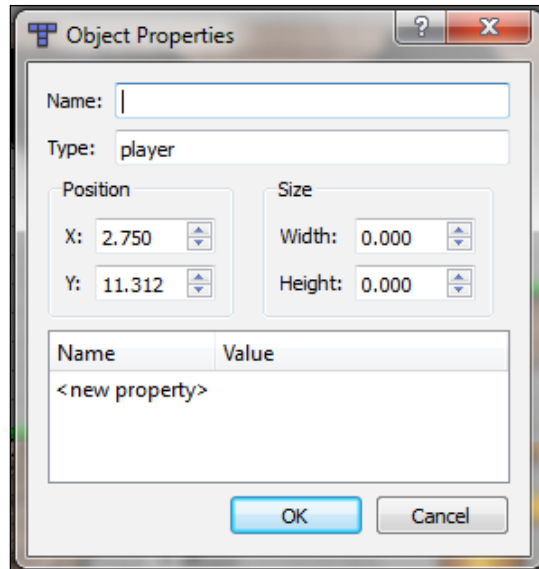 Object Properties
?
Name:
Type: player
Position
X: 2.750
Y: 11.312
Size
Width: 0.000
Height: 0.000
Name Value
<new property>
OK Cancel